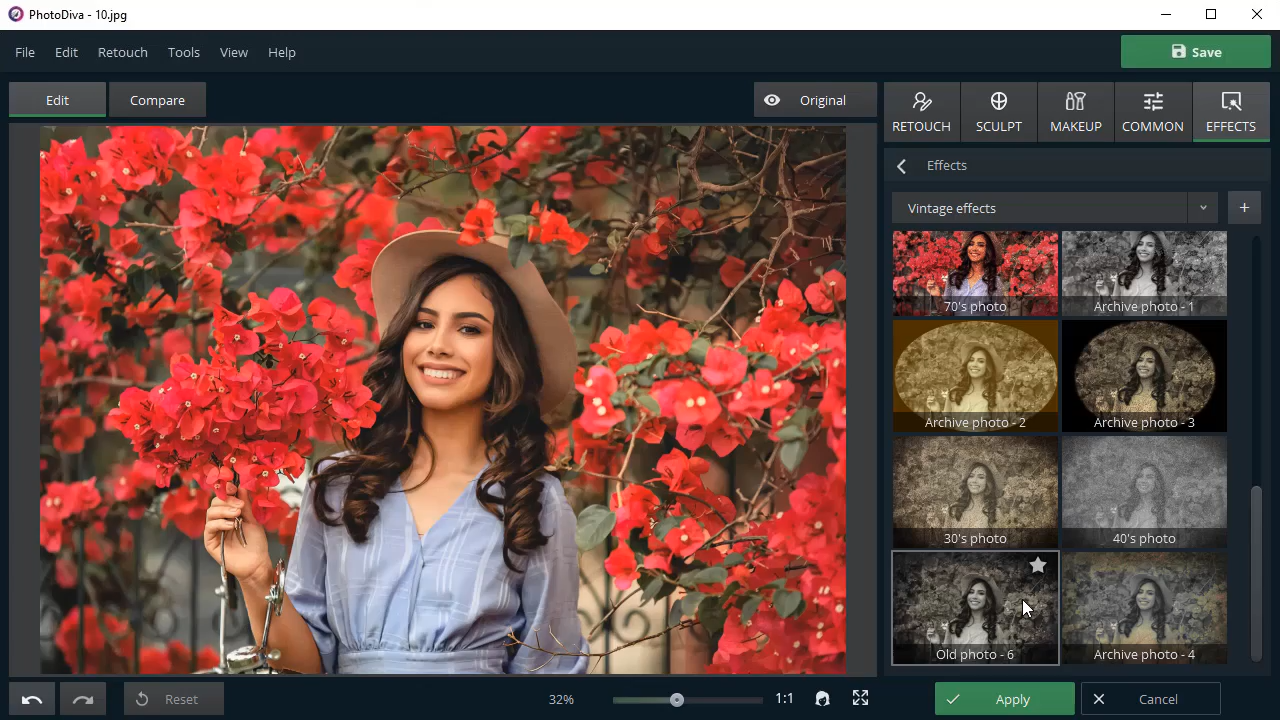 PhotoDiva - 10.jpg
File Edit Retouch Tools View Help
Save
Edit Compare Original
RETOUCH SCULPT MAKEUP COMMON EFFECTS
Effects
Vintage effects
70's photo Archive photo - 1
Archive photo - 2 Archive photo - 3
30's photo 40's photo
Old photo - 6 Archive photo - 4
Reset 32% 1:1 Apply Cancel